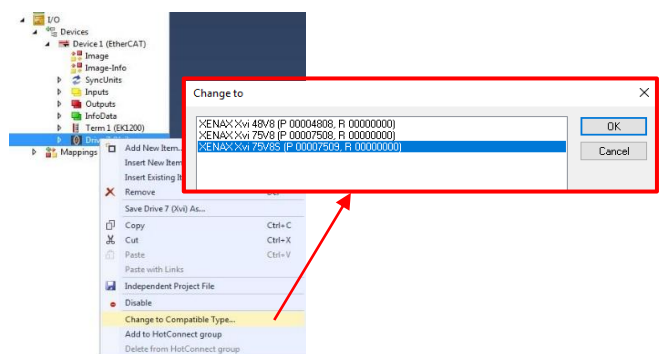 I/O
Devices
Device 1 (EtherCAT)
Image
Image-Info
SyncUnits
Inputs
Outputs
InfoData
Term 1 (EK1200)
Mappings
Add New Item...
Insert New Item
Insert Existing
Remove
Save Drive 7 (Xvi) As...
Copy Ctrl+C
Cut Ctrl+X
Paste Ctrl+V
Paste with Links
Independent Project File
Disable
Change to Compatible Type...
Add to HotConnect group
Delete from HotConnect group
Change to
XENAX Xvi 48V8 (P 00004808, R 00000000)
XENAX Xvi 75V8 (P 00007508, R 00000000)
XENAX Xvi 75V8S (P 00007509, R 00000000)
OK
Cancel